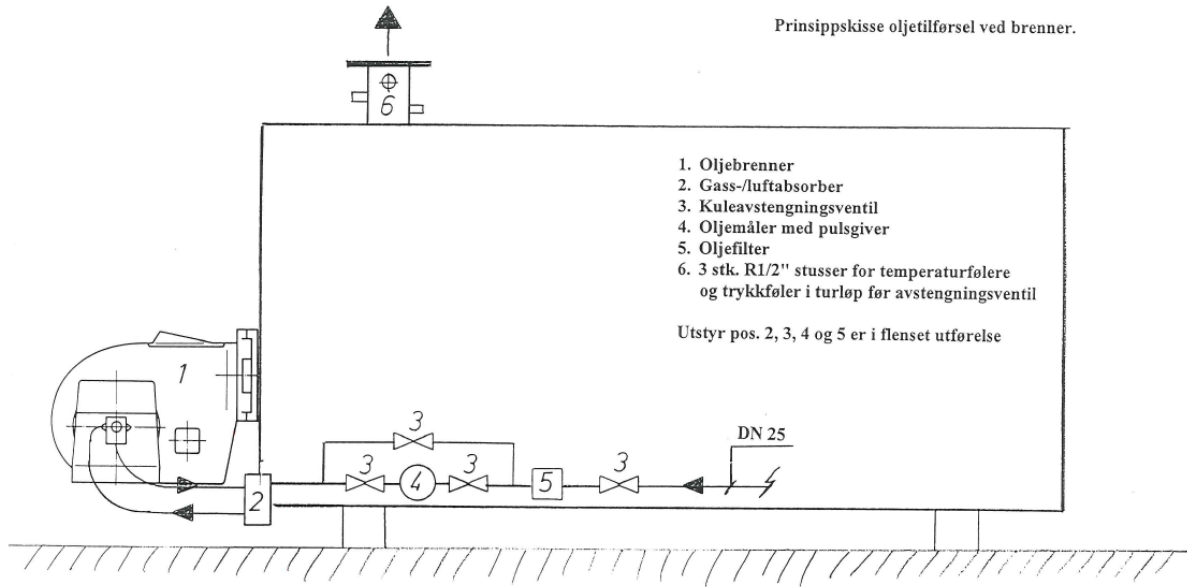 Prinsippskisse oljetilførsel ved brenner.
6
1. Oljebrenner
2. Gass-/luftabsorber
3. Kuleavstengningsventil
4. Oljemåler med pulsgiver
5. Oljefilter
6. 3 stk. R1/2" stusser for temperaturfølere
og trykkføler i turløp før avstengningsventil
Utstyr pos. 2, 3, 4 og 5 er i flenset utførelse
1
3
DN 25
3
3
3
4
5
2